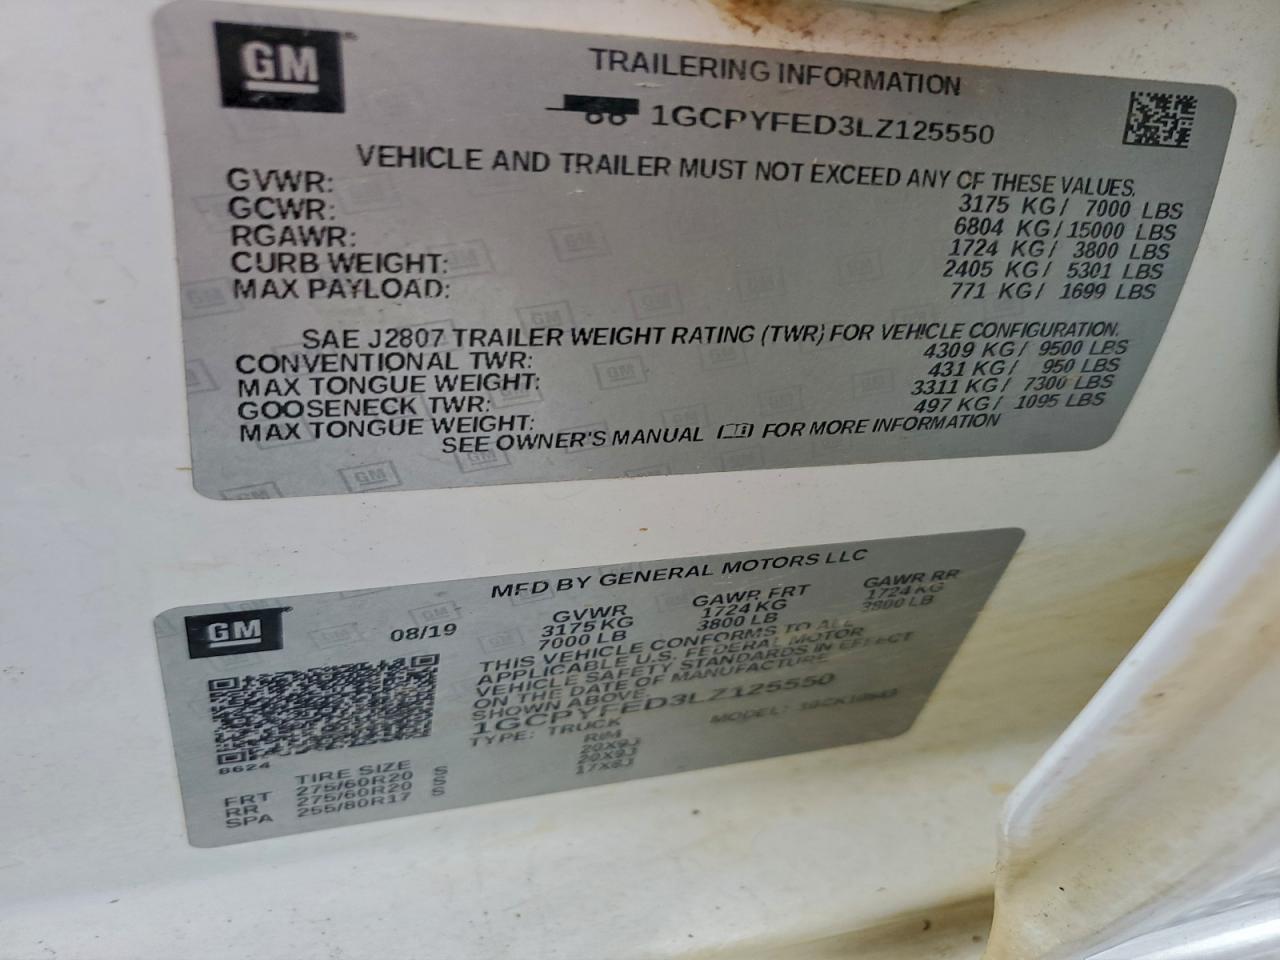 GM
TRAILERING INFORMATION
1GCPYFED3LZ125550
VEHICLE AND TRAILER MUST NOT EXCEED ANY OF THESE VALUES.
GVWR: 3175 KG/ 7000 LBS
GCWR: 6804 KG/15000 LBS
RGAWR: 1724 KG/ 3800 LBS
CURB WEIGHT: 2405 KG/ 5301 LBS
MAX PAYLOAD: 771 KG/ 1699 LBS
SAE J2807 TRAILER WEIGHT RATING (TWR) FOR VEHICLE CONFIGURATION.
CONVENTIONAL TWR: 4309 KG/ 9500 LBS
MAX TONGUE WEIGHT: 431 KG/ 950 LBS
GOOSENECK TWR: 3311 KG/ 7300 LBS
MAX TONGUE WEIGHT: 497 KG/ 1095 LBS
SEE OWNER'S MANUAL FOR MORE INFORMATION
MFD BY GENERAL MOTORS LLC
GM
08/19
GVWR GAWR FRT GAWR RR
3175 KG 1724 KG 1724 KG
7000 LB 3800 LB 3800 LB
THIS VEHICLE CONFORMS TO ALL
APPLICABLE U.S. FEDERAL MOTOR
VEHICLE SAFETY STANDARDS IN EFFECT
ON THE DATE OF MANUFACTURE
SHOWN ABOVE.
1GCPYFED3LZ125550
TYPE: TRUCK MODEL:
8624
TIRE SIZE RIM
FRT 275/60R20 S 20X9J
RR 275/60R20 S 20X9J
SPA 255/80R17 S 17X8J